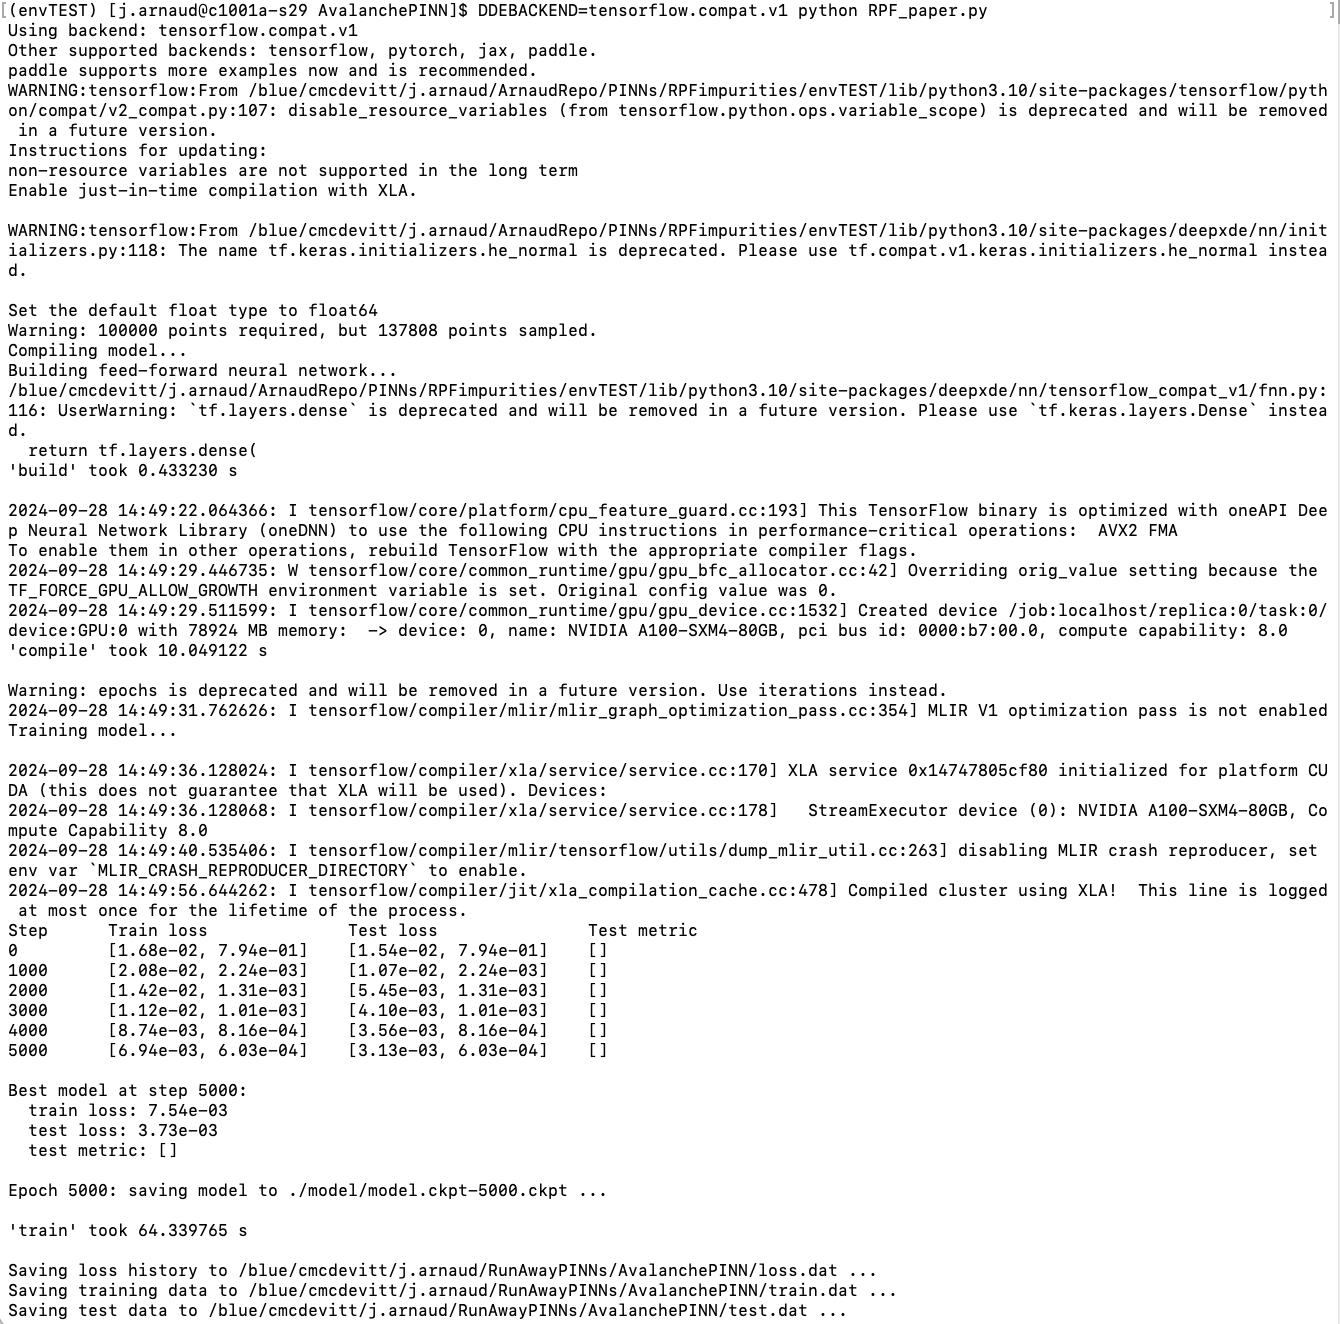 [(envTEST) [j.arnaud@c1001a-s29 AvalanchePINN]$ DDEBACKEND=tensorflow.compat.v1 python RPF_paper.py ]
Using backend: tensorflow.compat.v1
Other supported backends: tensorflow, pytorch, jax, paddle.
paddle supports more examples now and is recommended.
WARNING:tensorflow:From /blue/cmcdevitt/j.arnaud/ArnaudRepo/PINNs/RPFimpurities/envTEST/lib/python3.10/site-packages/tensorflow/pyth
on/compat/v2_compat.py:107: disable_resource_variables (from tensorflow.python.ops.variable_scope) is deprecated and will be removed
 in a future version.
Instructions for updating:
non-resource variables are not supported in the long term
Enable just-in-time compilation with XLA.

WARNING:tensorflow:From /blue/cmcdevitt/j.arnaud/ArnaudRepo/PINNs/RPFimpurities/envTEST/lib/python3.10/site-packages/deepxde/nn/init
ializers.py:118: The name tf.keras.initializers.he_normal is deprecated. Please use tf.compat.v1.keras.initializers.he_normal instea
d.

Set the default float type to float64
Warning: 100000 points required, but 137808 points sampled.
Compiling model...
Building feed-forward neural network...
/blue/cmcdevitt/j.arnaud/ArnaudRepo/PINNs/RPFimpurities/envTEST/lib/python3.10/site-packages/deepxde/nn/tensorflow_compat_v1/fnn.py:
116: UserWarning: `tf.layers.dense` is deprecated and will be removed in a future version. Please use `tf.keras.layers.Dense` instea
d.
  return tf.layers.dense(
'build' took 0.433230 s

2024-09-28 14:49:22.064366: I tensorflow/core/platform/cpu_feature_guard.cc:193] This TensorFlow binary is optimized with oneAPI Dee
p Neural Network Library (oneDNN) to use the following CPU instructions in performance-critical operations:  AVX2 FMA
To enable them in other operations, rebuild TensorFlow with the appropriate compiler flags.
2024-09-28 14:49:29.446735: W tensorflow/core/common_runtime/gpu/gpu_bfc_allocator.cc:42] Overriding orig_value setting because the
TF_FORCE_GPU_ALLOW_GROWTH environment variable is set. Original config value was 0.
2024-09-28 14:49:29.511599: I tensorflow/core/common_runtime/gpu/gpu_device.cc:1532] Created device /job:localhost/replica:0/task:0/
device:GPU:0 with 78924 MB memory:  -> device: 0, name: NVIDIA A100-SXM4-80GB, pci bus id: 0000:b7:00.0, compute capability: 8.0
'compile' took 10.049122 s

Warning: epochs is deprecated and will be removed in a future version. Use iterations instead.
2024-09-28 14:49:31.762626: I tensorflow/compiler/mlir/mlir_graph_optimization_pass.cc:354] MLIR V1 optimization pass is not enabled
Training model...

2024-09-28 14:49:36.128024: I tensorflow/compiler/xla/service/service.cc:170] XLA service 0x14747805cf80 initialized for platform CU
DA (this does not guarantee that XLA will be used). Devices:
2024-09-28 14:49:36.128068: I tensorflow/compiler/xla/service/service.cc:178]   StreamExecutor device (0): NVIDIA A100-SXM4-80GB, Co
mpute Capability 8.0
2024-09-28 14:49:40.535406: I tensorflow/compiler/mlir/tensorflow/utils/dump_mlir_util.cc:263] disabling MLIR crash reproducer, set
env var `MLIR_CRASH_REPRODUCER_DIRECTORY` to enable.
2024-09-28 14:49:56.644262: I tensorflow/compiler/jit/xla_compilation_cache.cc:478] Compiled cluster using XLA!  This line is logged
 at most once for the lifetime of the process.
Step      Train loss              Test loss               Test metric
0         [1.68e-02, 7.94e-01]    [1.54e-02, 7.94e-01]    []
1000      [2.08e-02, 2.24e-03]    [1.07e-02, 2.24e-03]    []
2000      [1.42e-02, 1.31e-03]    [5.45e-03, 1.31e-03]    []
3000      [1.12e-02, 1.01e-03]    [4.10e-03, 1.01e-03]    []
4000      [8.74e-03, 8.16e-04]    [3.56e-03, 8.16e-04]    []
5000      [6.94e-03, 6.03e-04]    [3.13e-03, 6.03e-04]    []

Best model at step 5000:
  train loss: 7.54e-03
  test loss: 3.73e-03
  test metric: []

Epoch 5000: saving model to ./model/model.ckpt-5000.ckpt ...

'train' took 64.339765 s

Saving loss history to /blue/cmcdevitt/j.arnaud/RunAwayPINNs/AvalanchePINN/loss.dat ...
Saving training data to /blue/cmcdevitt/j.arnaud/RunAwayPINNs/AvalanchePINN/train.dat ...
Saving test data to /blue/cmcdevitt/j.arnaud/RunAwayPINNs/AvalanchePINN/test.dat ...